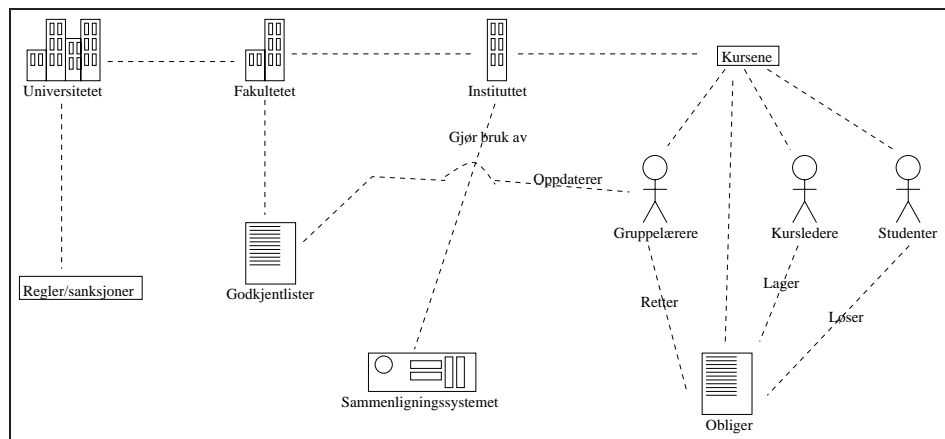 Kursene
Universitetet
Fakultetet
Instituttet
Gjør bruk av
Oppdaterer
Gruppelærere
Kursledere
Studenter
Regler/sanksjoner
Godkjentlister
Retter
Lager
Løser
Sammenligningssystemet
Obliger